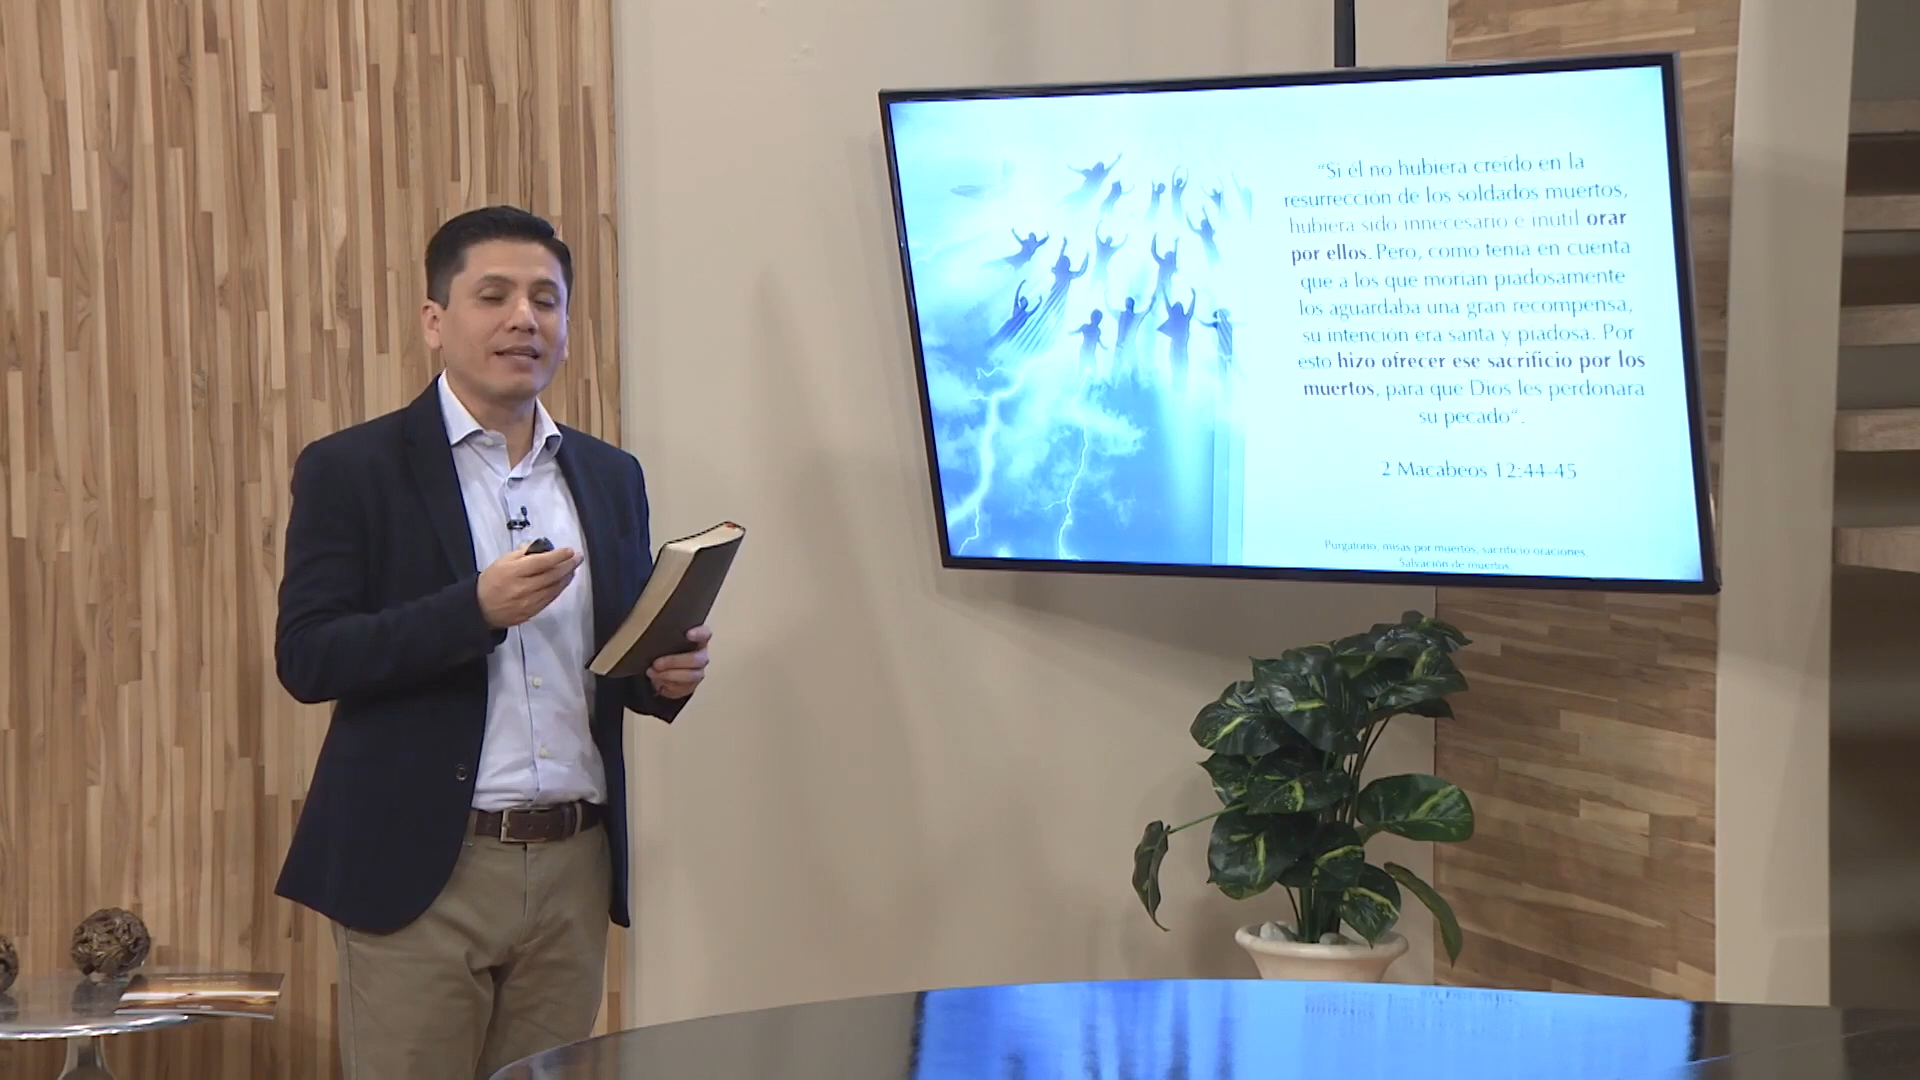 “Si él no hubiera creído en la
resurrección de los soldados muertos,
hubiera sido innecesario e inútil orar
por ellos. Pero, como tenía en cuenta
que a los que morían piadosamente
los aguardaba una gran recompensa,
su intención era santa y piadosa. Por
esto hizo ofrecer ese sacrificio por los
muertos, para que Dios les perdonara
su pecado“.
2 Macabeos 12:44-45
Purgatorio, misas por muertos, sacrificio oraciones
Salvación de muertos